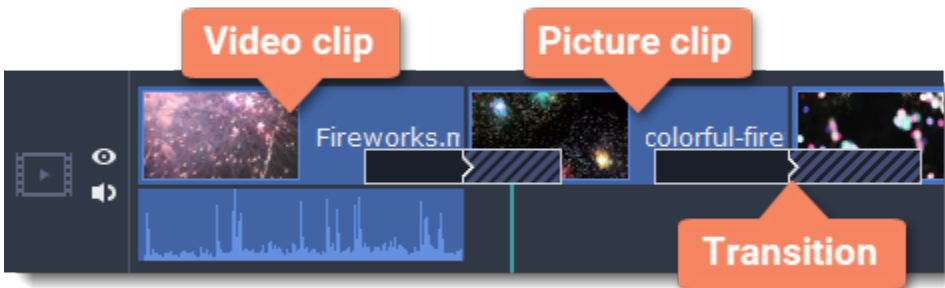 Video clip
Picture clip
Fireworks.m
colorful-fire
Transition